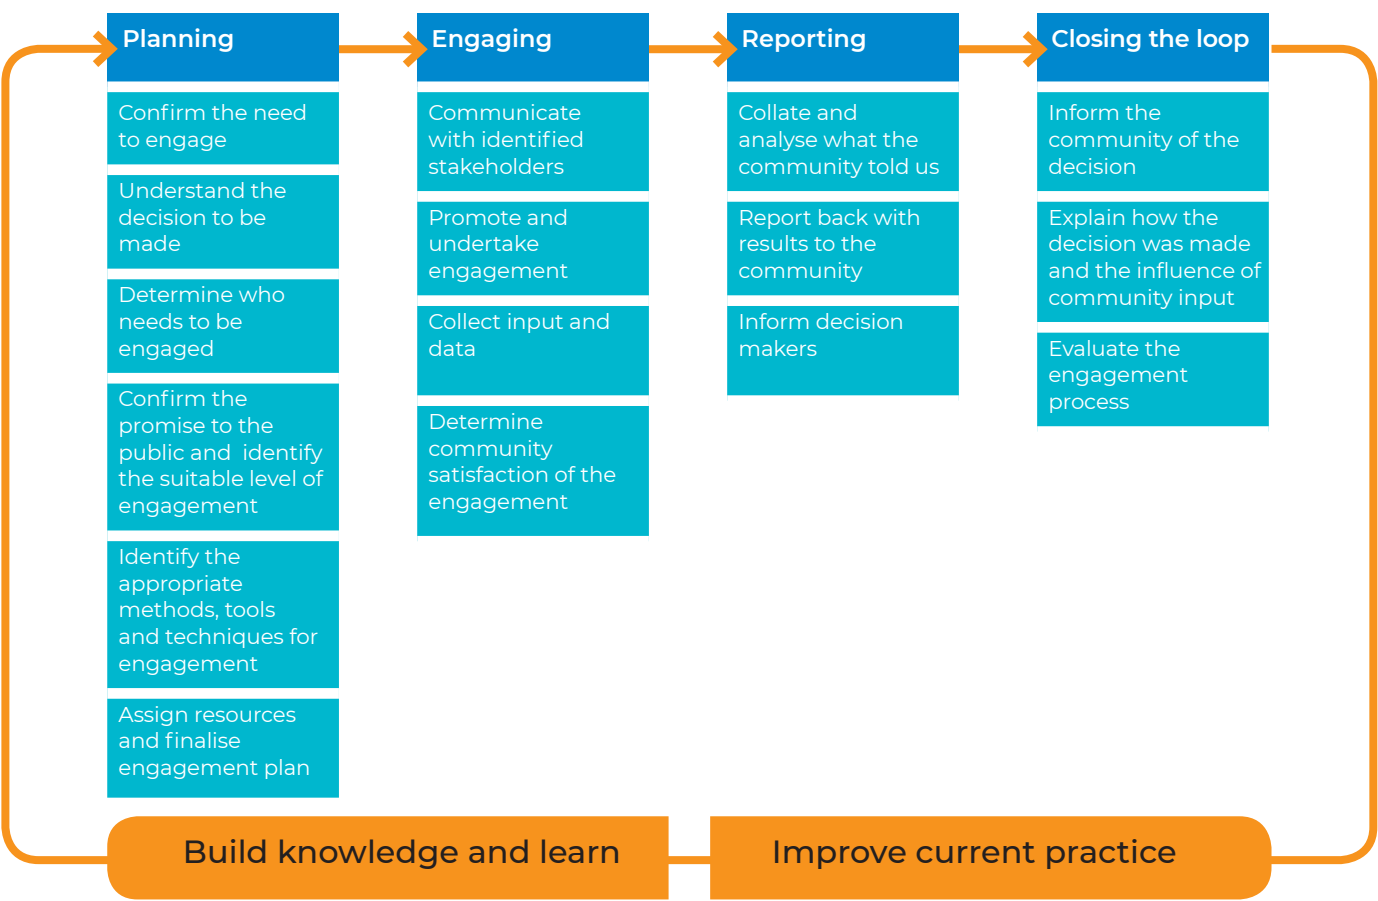 Planning
Confirm the need
to engage
Understand the
decision to be
made
Determine who
needs to be
engaged
Confirm the
promise to the
public and identify
the suitable level of
engagement
Identify the
appropriate
methods, tools
and techniques for
engagement
Assign resources
and finalise
engagement plan
Engaging
Communicate
with identified
stakeholders
Promote and
undertake
engagement
Collect input and
data
Determine
community
satisfaction of the
engagement
Reporting
Collate and
analyse what the
community told us
Report back with
results to the
community
Inform decision
makers
Closing the loop
Inform the
community of the
decision
Explain how the
decision was made
and the influence of
community input
Evaluate the
engagement
process
Build knowledge and learn
Improve current practice